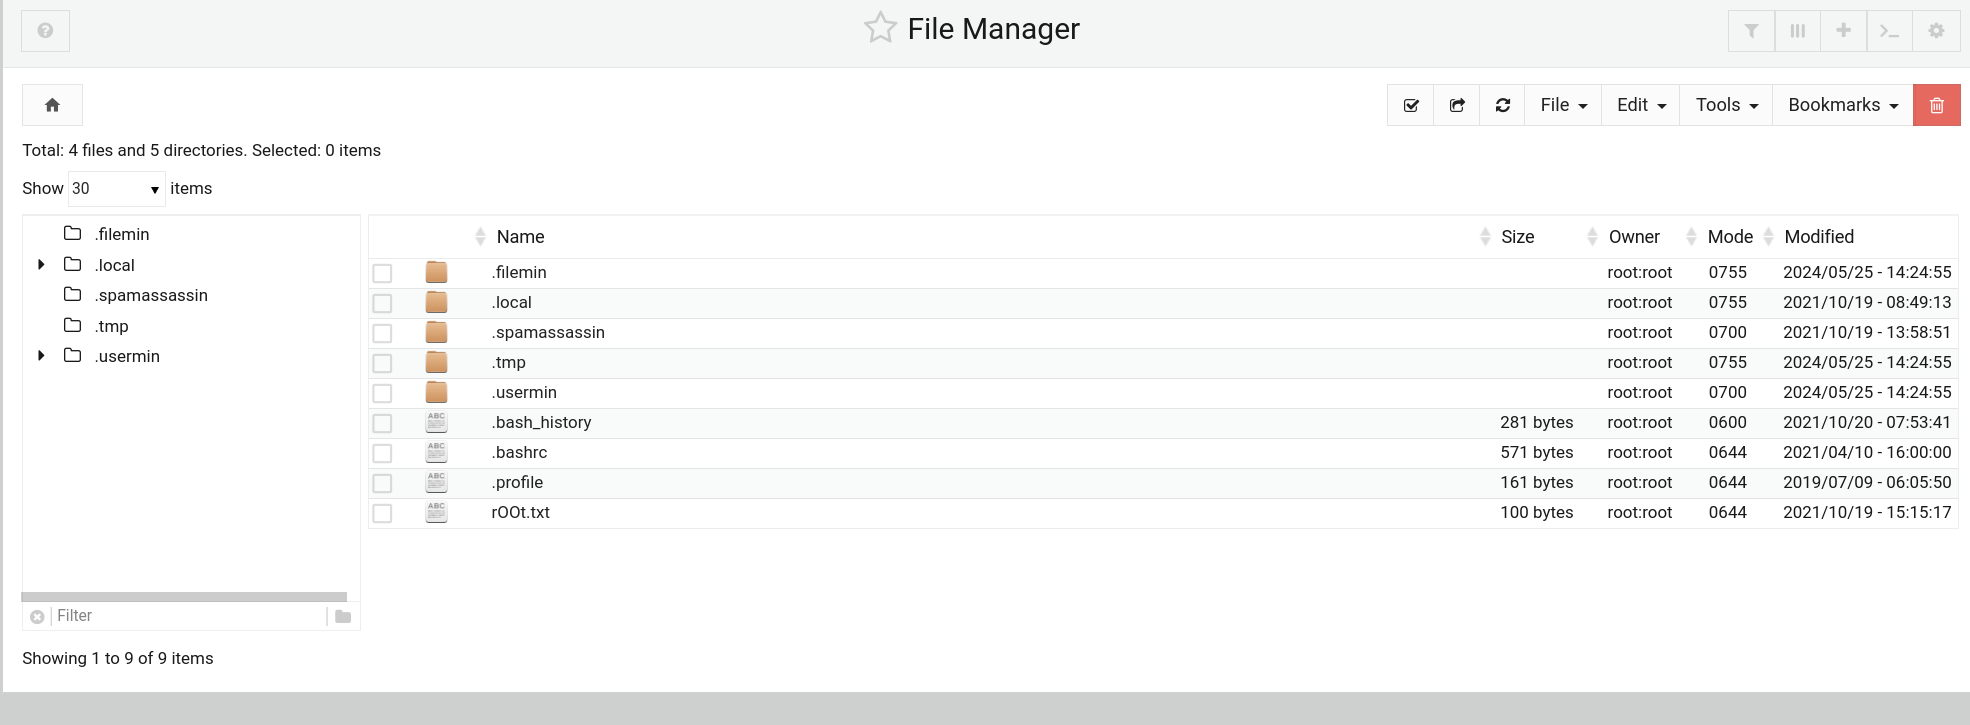 File Manager
File Edit Tools Bookmarks
Total: 4 files and 5 directories. Selected: 0 items
Show 30 items
.filemin
.local
.spamassassin
.tmp
.usermin
Filter
Name Size Owner Mode Modified
.filemin root:root 0755 2024/05/25 - 14:24:55
.local root:root 0755 2021/10/19 - 08:49:13
.spamassassin root:root 0700 2021/10/19 - 13:58:51
.tmp root:root 0755 2024/05/25 - 14:24:55
.usermin root:root 0700 2024/05/25 - 14:24:55
.bash_history 281 bytes root:root 0600 2021/10/20 - 07:53:41
.bashrc 571 bytes root:root 0644 2021/04/10 - 16:00:00
.profile 161 bytes root:root 0644 2019/07/09 - 06:05:50
rOOt.txt 100 bytes root:root 0644 2021/10/19 - 15:15:17
Showing 1 to 9 of 9 items